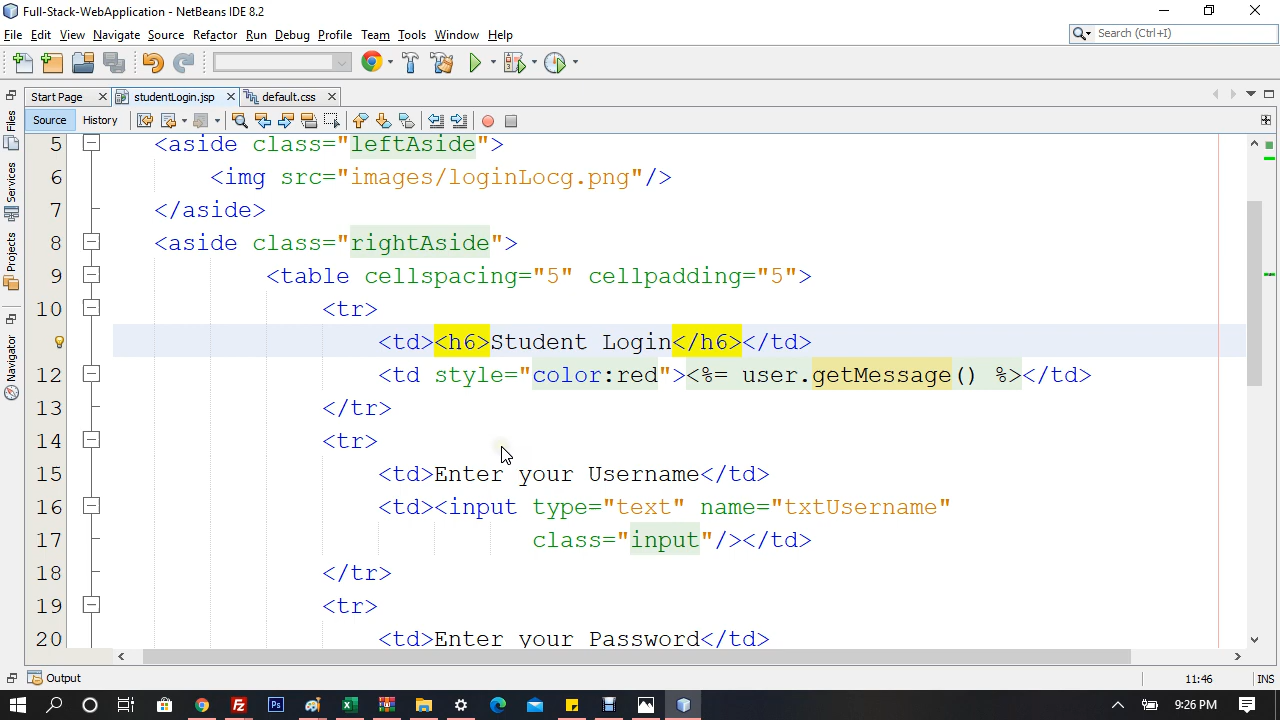 Full-Stack-WebApplication - NetBeans IDE 8.2
File Edit View Navigate Source Refactor Run Debug Profile Team Tools Window Help
Search (Ctrl+I)
Start Page studentLogin.jsp default.css
Source History
Files
Services
Projects
Navigator
5 <aside class="leftAside">
6 <img src="images/loginLocg.png"/>
7 </aside>
8 <aside class="rightAside">
9 <table cellspacing="5" cellpadding="5">
10 <tr>
<td><h6>Student Login</h6></td>
12 <td style="color:red"><%= user.getMessage() %></td>
13 </tr>
14 <tr>
15 <td>Enter your Username</td>
16 <td><input type="text" name="txtUsername"
17 class="input"/></td>
18 </tr>
19 <tr>
20 <td>Enter your Password</td>
Output
11:46 INS
9:26 PM